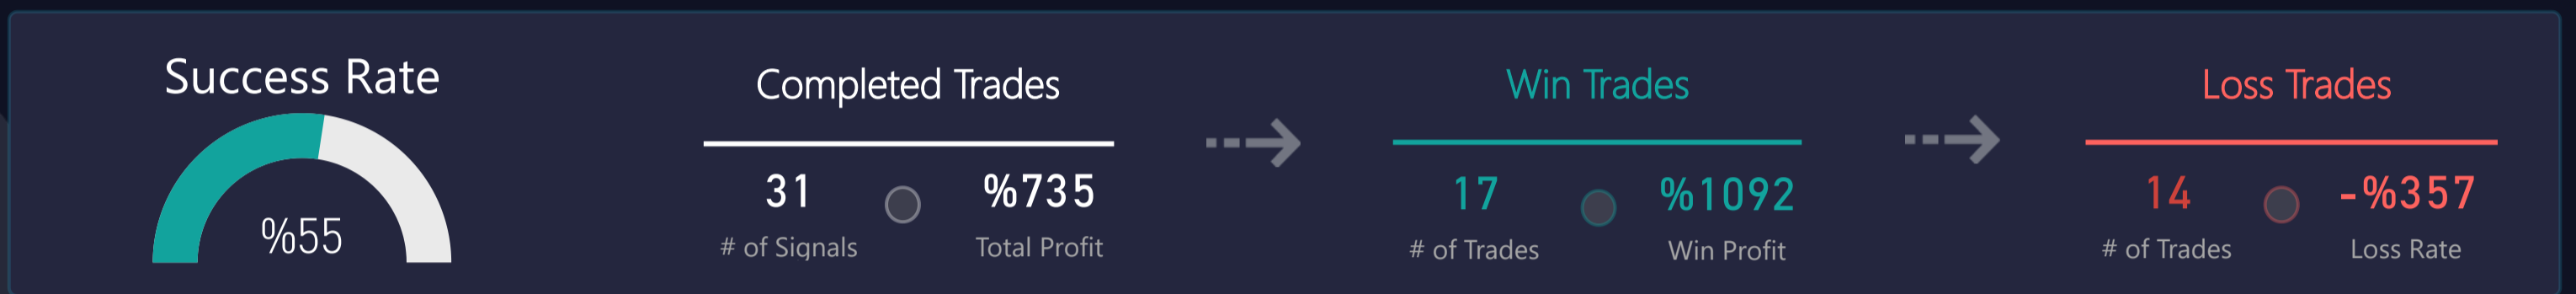 Success Rate
%55
Completed Trades
31
# of Signals
%735
Total Profit
Win Trades
17
# of Trades
%1092
Win Profit
Loss Trades
14
# of Trades
-%357
Loss Rate